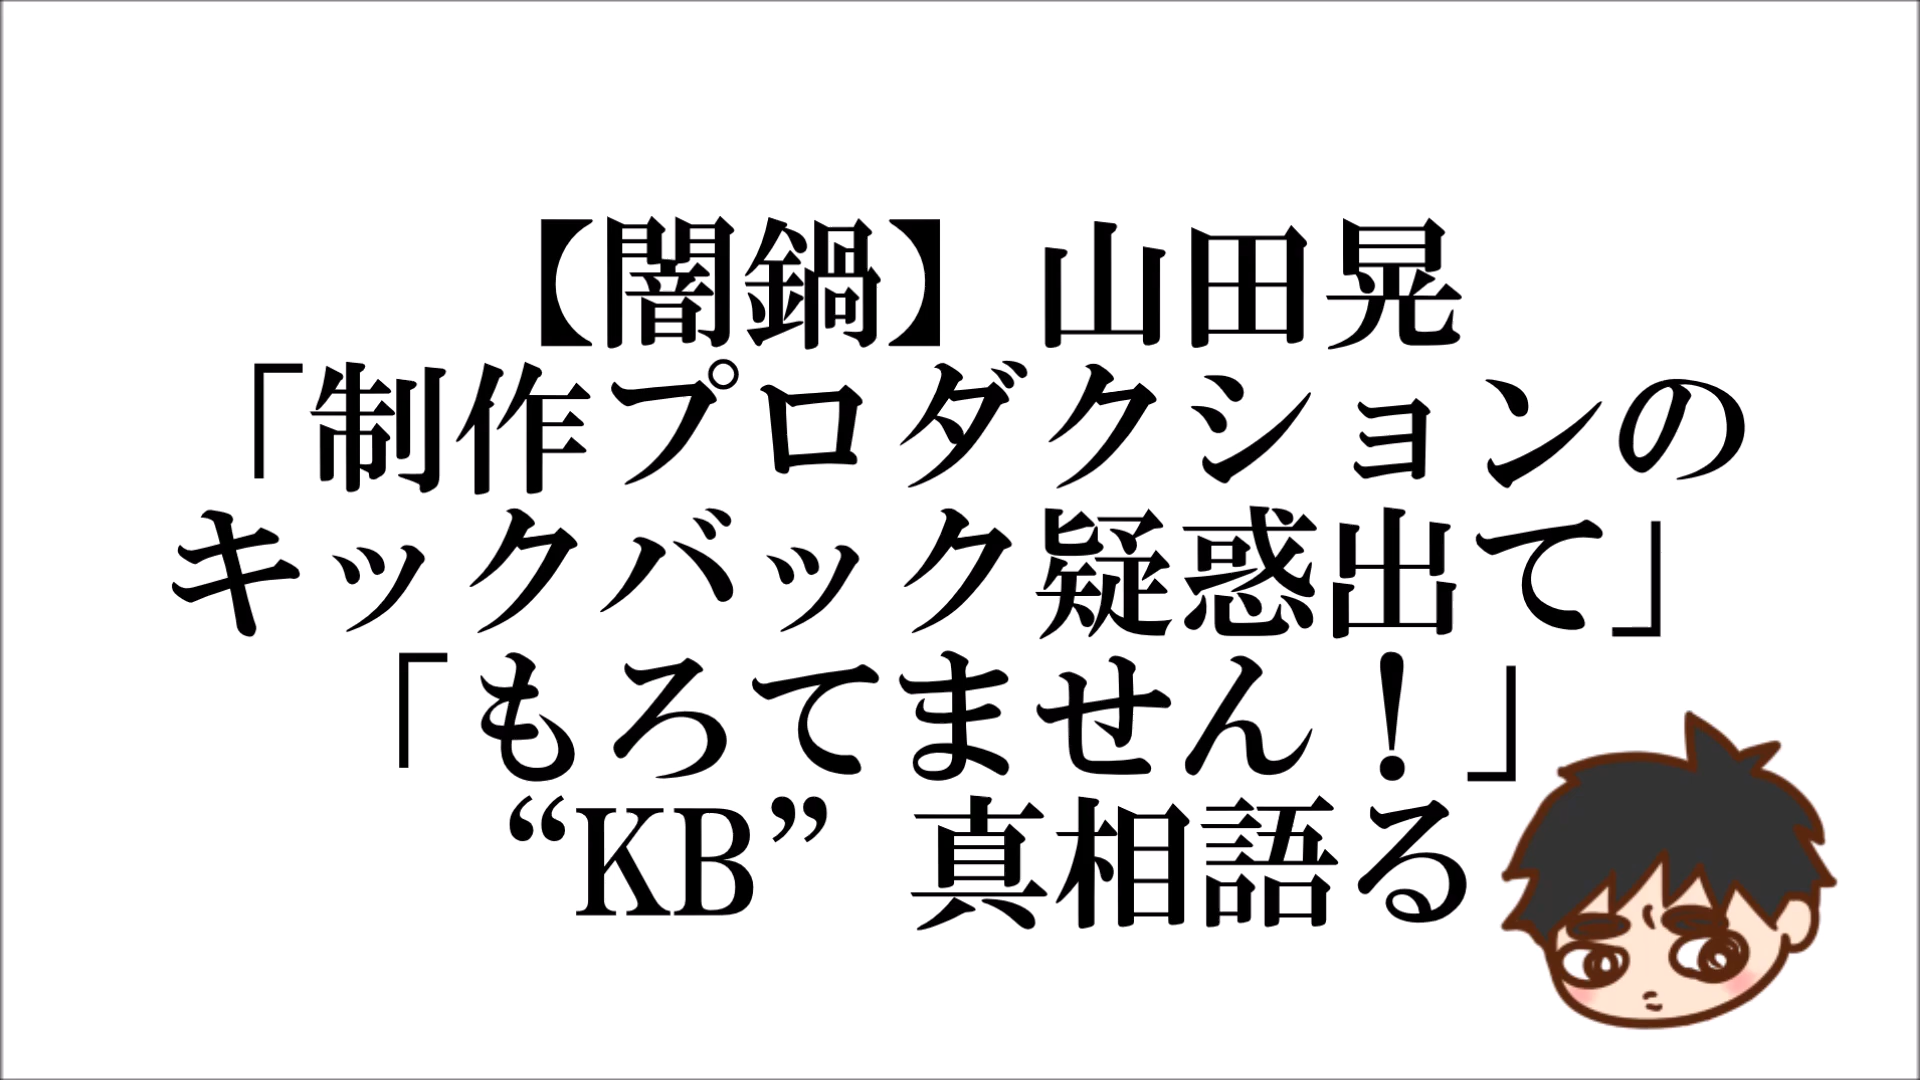 【闇鍋】山田晃
「制作プロダクションの
キックバック疑惑出て」
「もろてません！」
“KB”真相語る